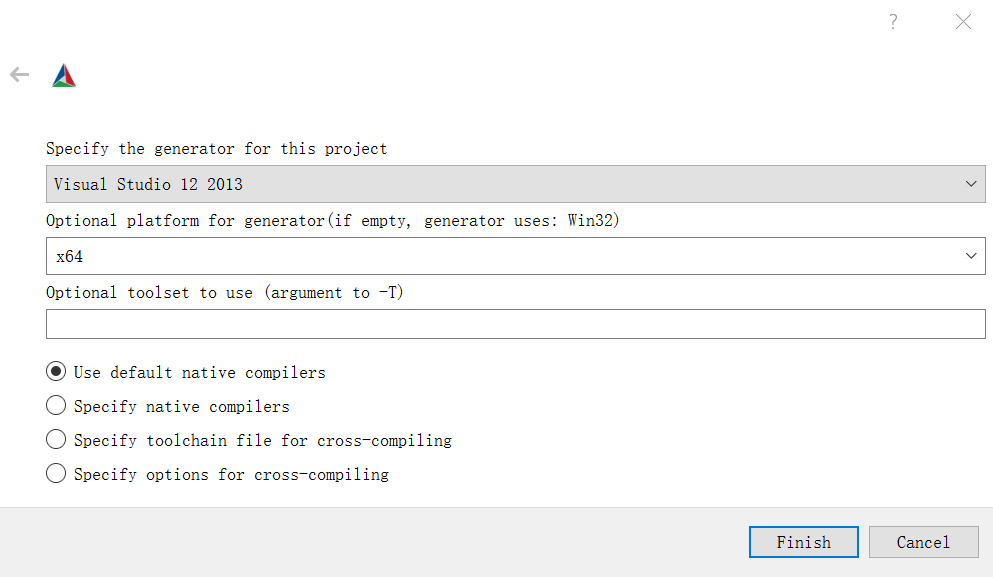 ?
Specify the generator for this project
Visual Studio 12 2013
Optional platform for generator(if empty, generator uses: Win32)
x64
Optional toolset to use (argument to -T)
Use default native compilers
Specify native compilers
Specify toolchain file for cross-compiling
Specify options for cross-compiling
Finish
Cancel